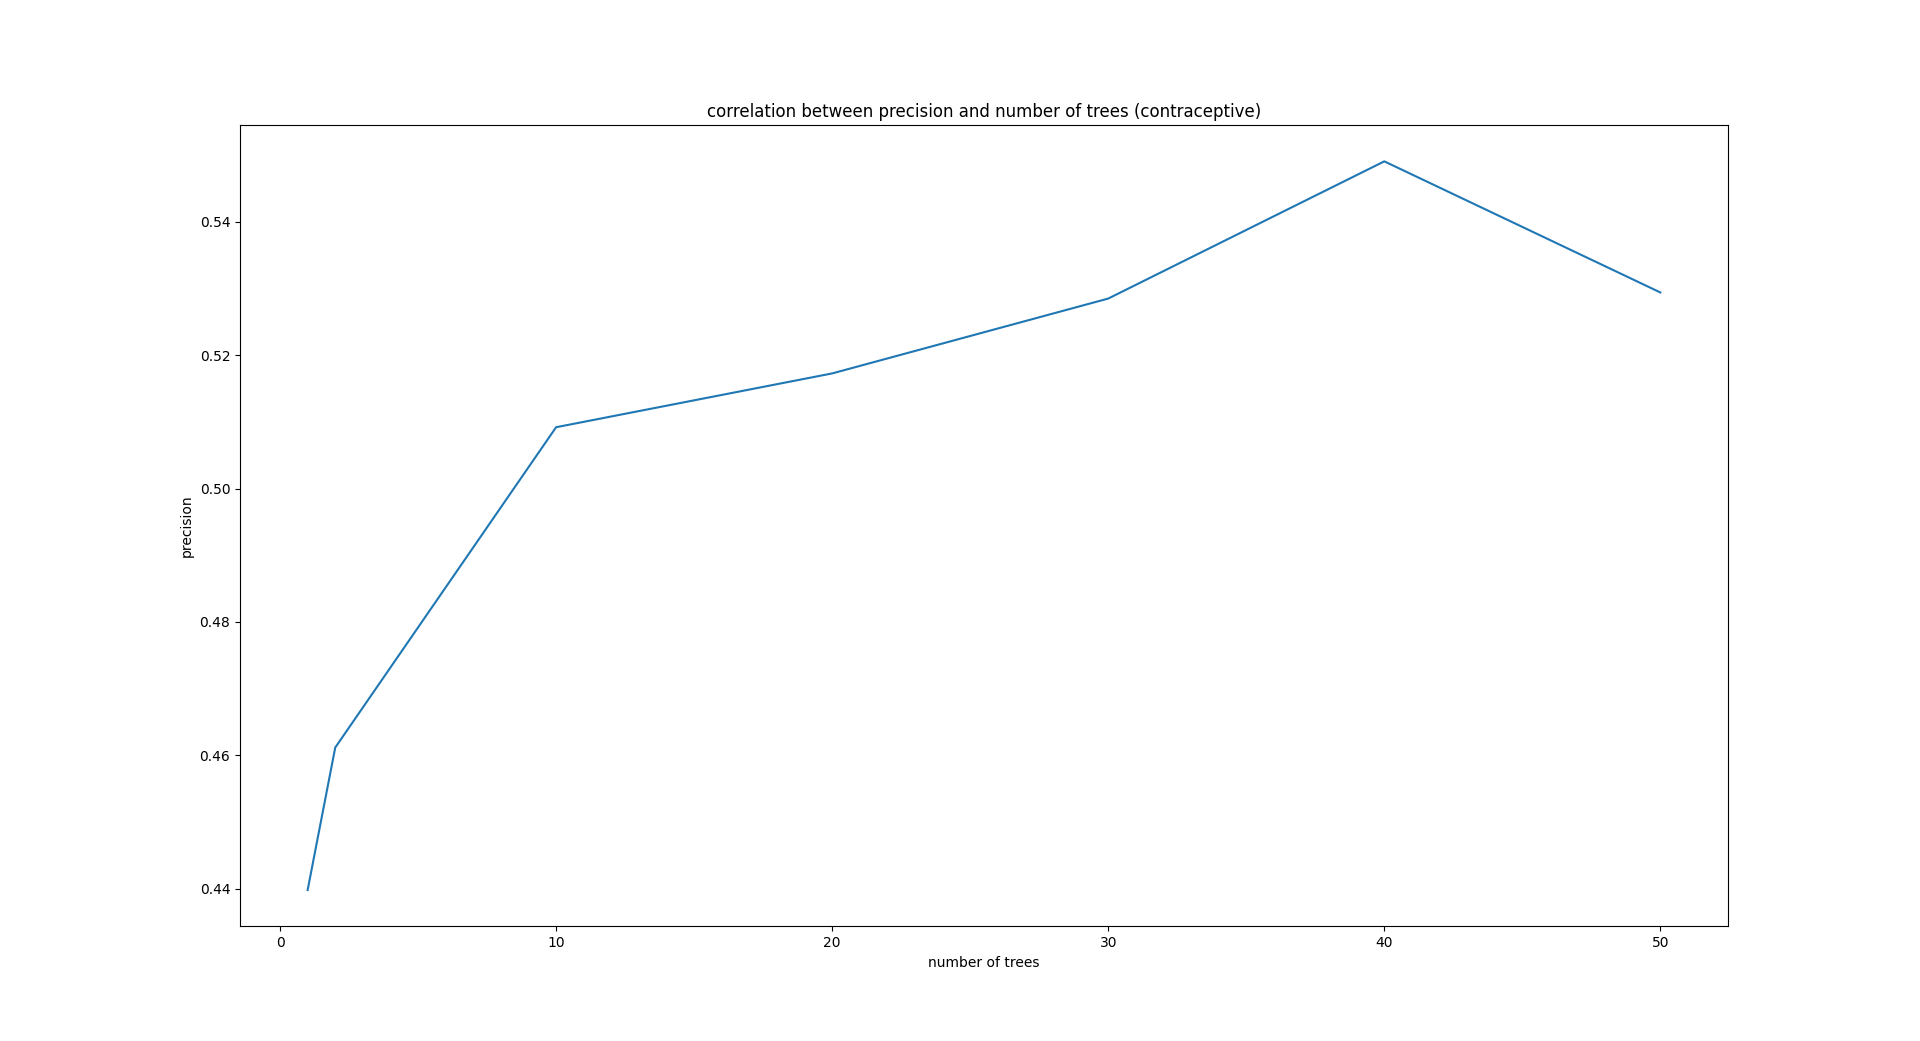 correlation between precision and number of trees (contraceptive)
0.54
0.52
0.50
0.48
0.46
0.44
precision
0 10 20 30 40 50
number of trees